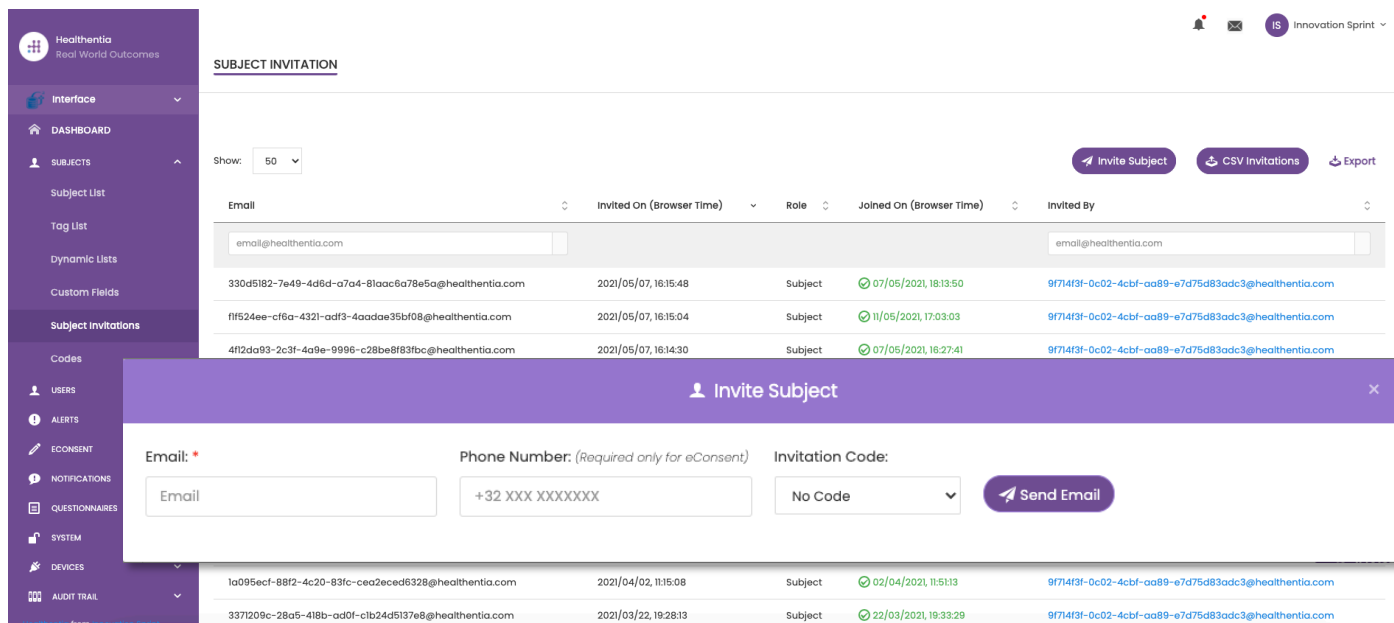 Healthentia
Real World Outcomes
IS Innovation Sprint
SUBJECT INVITATION
Interface
DASHBOARD
SUBJECTS
Subject List
Tag List
Dynamic Lists
Custom Fields
Subject Invitations
Codes
USERS
ALERTS
ECONSENT
NOTIFICATIONS
QUESTIONNAIRES
SYSTEM
DEVICES
AUDIT TRAIL
Show: 50 Invite Subject CSV Invitations Export
Email Invited On (Browser Time) Role Joined On (Browser Time) Invited By
email@healthentia.com email@healthentia.com
330d5182-7e49-4d6d-a7a4-81aac6a78e5a@healthentia.com 2021/05/07, 16:15:48 Subject 07/05/2021, 18:13:50 9f714f3f-0c02-4cbf-aa89-e7d75d83adc3@healthentia.com
f1f524ee-cf6a-4321-adf3-4aadae35bf08@healthentia.com 2021/05/07, 16:15:04 Subject 11/05/2021, 17:03:03 9f714f3f-0c02-4cbf-aa89-e7d75d83adc3@healthentia.com
4f12da93-2c3f-4a9e-9996-c28be8f83fbc@healthentia.com 2021/05/07, 16:14:30 Subject 07/05/2021, 16:27:41 9f714f3f-0c02-4cbf-aa89-e7d75d83adc3@healthentia.com
Invite Subject ×
Email: * Phone Number: (Required only for eConsent) Invitation Code:
Email +32 XXX XXXXXXX No Code Send Email
1a095ecf-88f2-4c20-83fc-cea2eced6328@healthentia.com 2021/04/02, 11:15:08 Subject 02/04/2021, 11:51:13 9f714f3f-0c02-4cbf-aa89-e7d75d83adc3@healthentia.com
3371209c-28a5-418b-ad0f-c1b24d5137e8@healthentia.com 2021/03/22, 19:28:13 Subject 22/03/2021, 19:33:29 9f714f3f-0c02-4cbf-aa89-e7d75d83adc3@healthentia.com